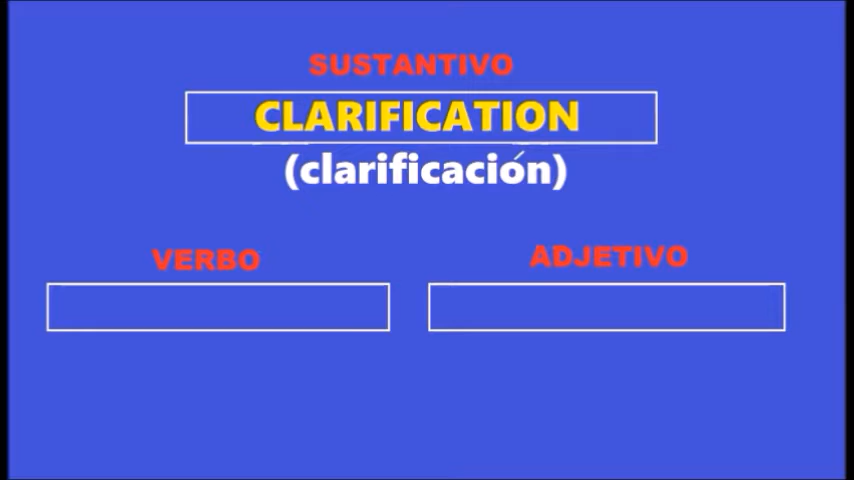 SUSTANTIVO
CLARIFICATION
(clarificación)
VERBO
ADJETIVO